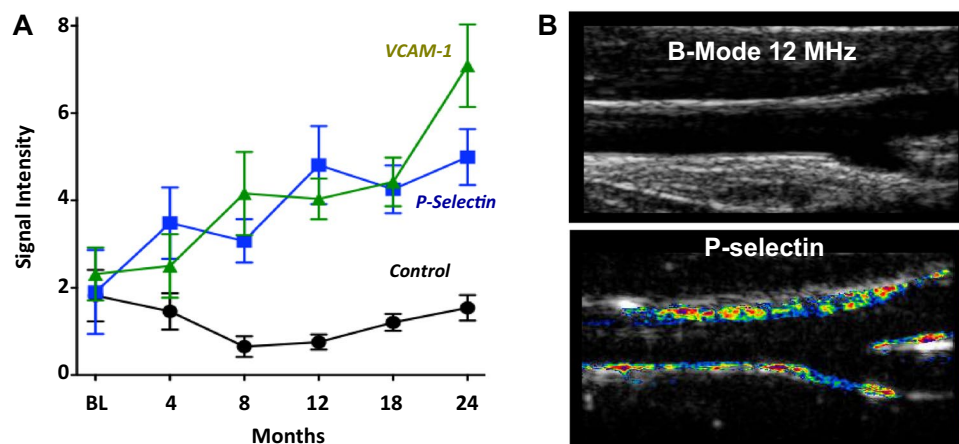 A
8
6
4
2
0
Signal Intensity
VCAM-1
P-Selectin
Control
BL 4 8 12 18 24
Months
B
B-Mode 12 MHz
P-selectin